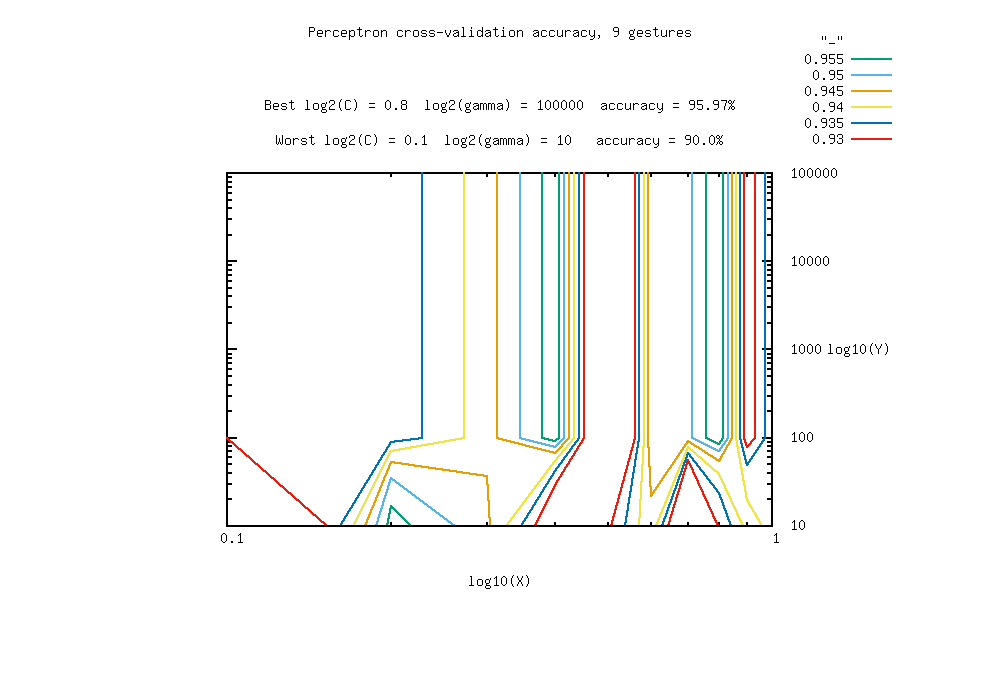 Perceptron cross-validation accuracy, 9 gestures
"_"
0.955
0.95
0.945
0.94
0.935
0.93
Best log2(C) = 0.8  log2(gamma) = 100000  accuracy = 95.97%
Worst log2(C) = 0.1  log2(gamma) = 10   accuracy = 90.0%
100000
10000
1000 log10(Y)
100
10
0.1 1
log10(X)